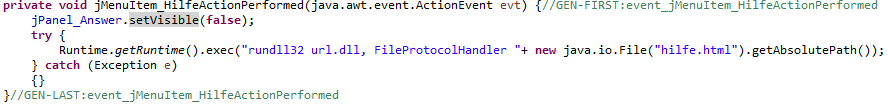 private void jMenuItem_HilfeActionPerformed(java.awt.event.ActionEvent evt) {//GEN-FIRST:event_jMenuItem_HilfeActionPerformed
jPanel_Answer.setVisible(false);
try {
Runtime.getRuntime().exec("rundll32 url.dll, FileProtocolHandler "+ new java.io.File("hilfe.html").getAbsolutePath());
} catch (Exception e)
{}
}//GEN-LAST:event_jMenuItem_HilfeActionPerformed